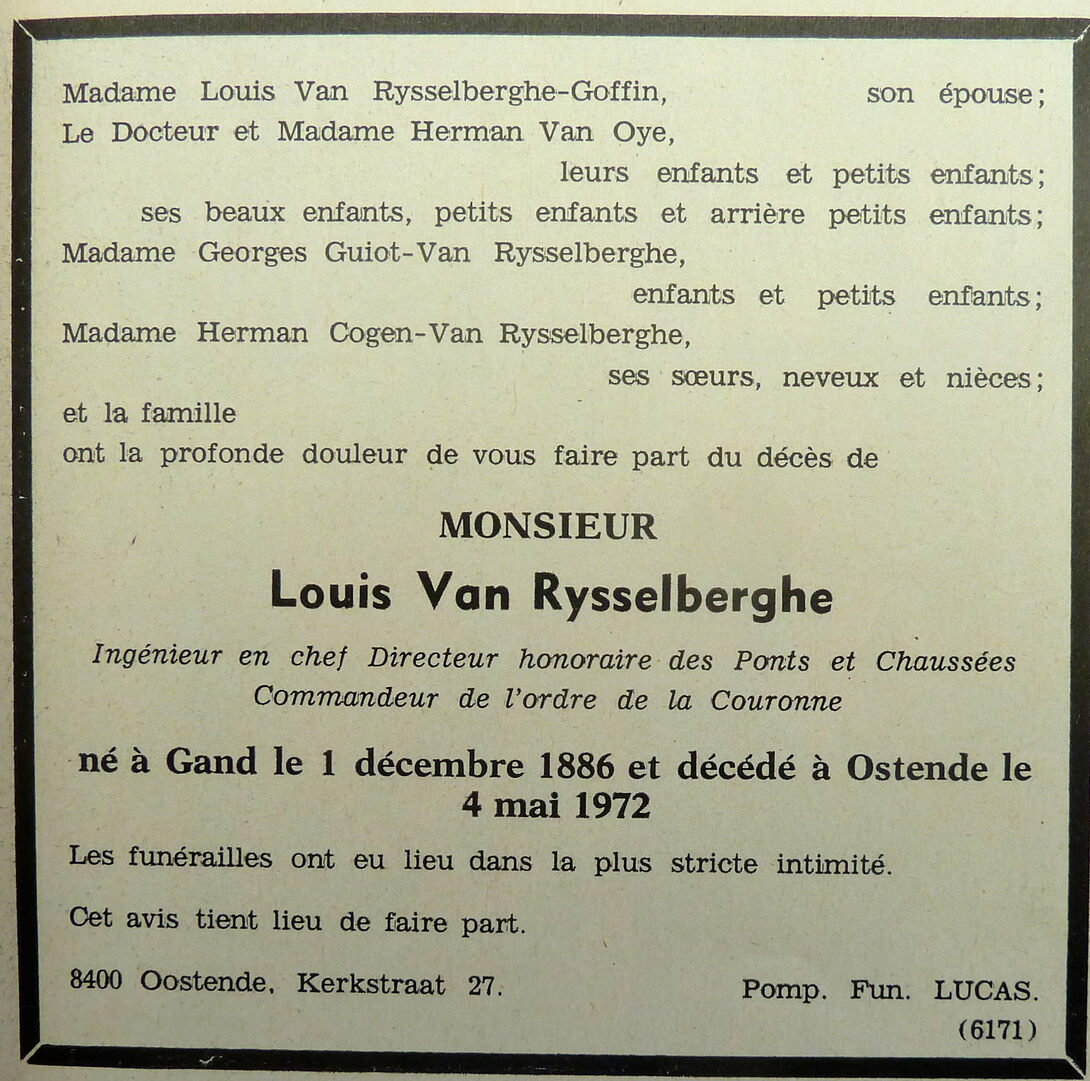 Madame Louis Van Rysselberghe-Goffin, son épouse;
Le Docteur et Madame Herman Van Oye,
leurs enfants et petits enfants;
ses beaux enfants, petits enfants et arrière petits enfants;
Madame Georges Guiot-Van Rysselberghe,
enfants et petits enfants;
Madame Herman Cogen-Van Rysselberghe,
ses sœurs, neveux et nièces;
et la famille
ont la profonde douleur de vous faire part du décès de
MONSIEUR
Louis Van Rysselberghe
Ingénieur en chef Directeur honoraire des Ponts et Chaussées
Commandeur de l'ordre de la Couronne
né à Gand le 1 décembre 1886 et décédé à Ostende le
4 mai 1972
Les funérailles ont eu lieu dans la plus stricte intimité.
Cet avis tient lieu de faire part.
8400 Oostende, Kerkstraat 27.
Pomp. Fun. LUCAS.
(6171)